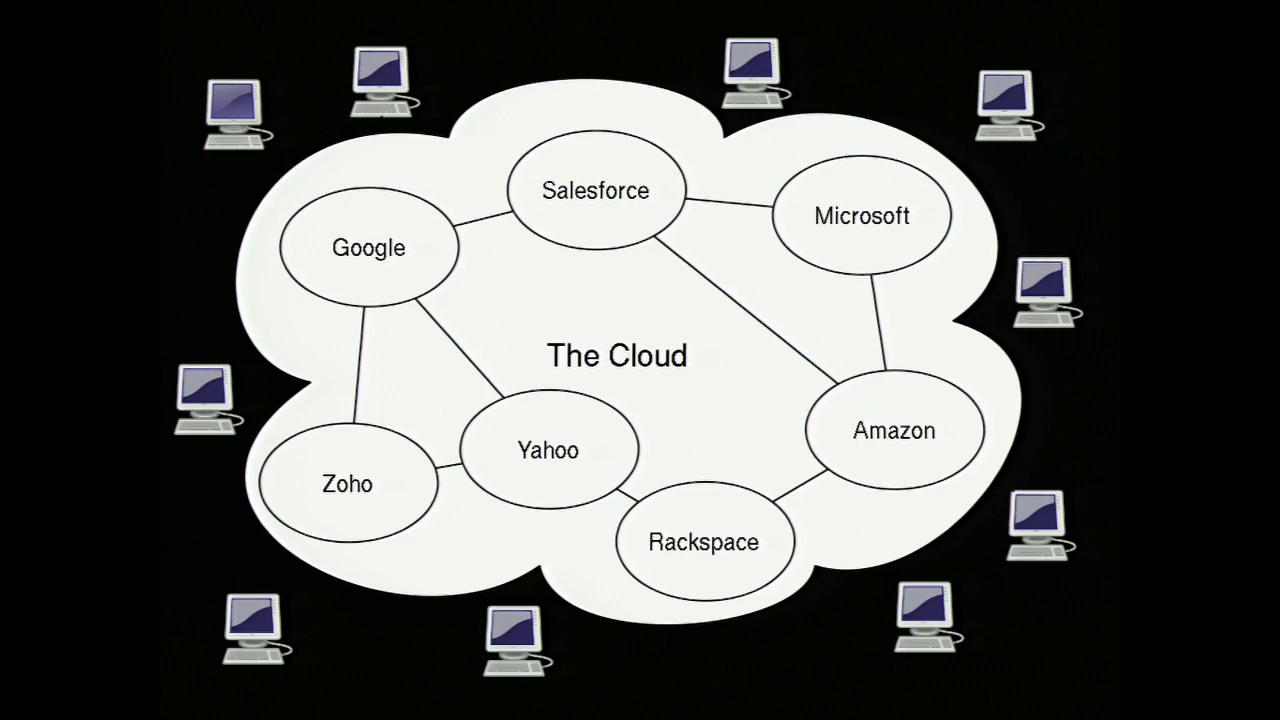 Salesforce
Microsoft
Google
The Cloud
Amazon
Yahoo
Zoho
Rackspace